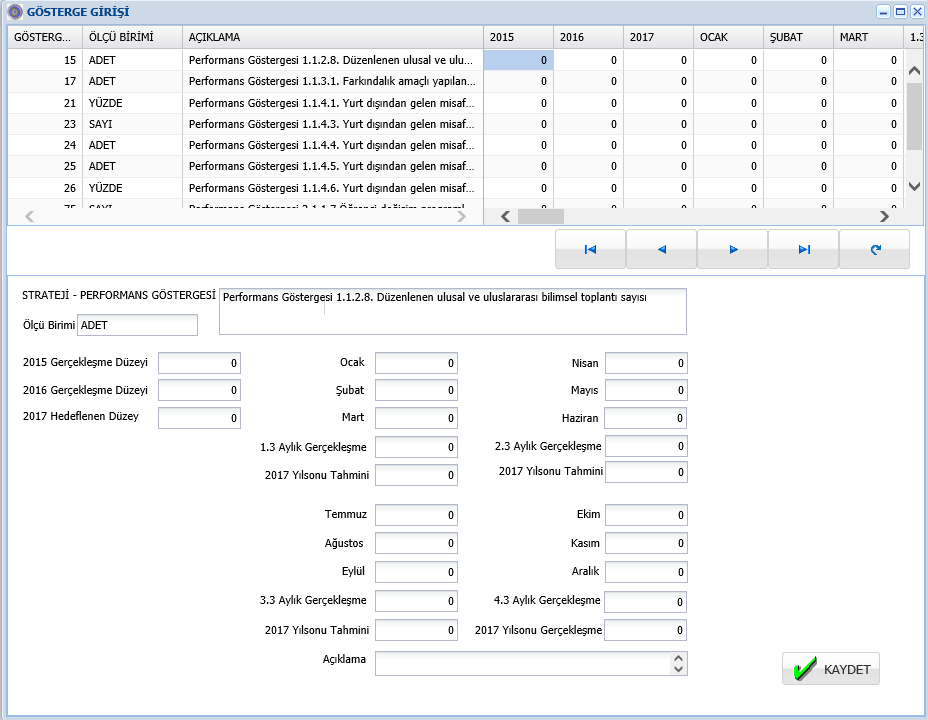 GÖSTERGE GİRİŞİ
GÖSTERG... ÖLÇÜ BİRİMİ AÇIKLAMA 2015 2016 2017 OCAK ŞUBAT MART 1.3
15 ADET Performans Göstergesi 1.1.2.8. Düzenlenen ulusal ve ulu... 0 0 0 0 0 0
17 ADET Performans Göstergesi 1.1.3.1. Farkındalık amaçlı yapılan... 0 0 0 0 0 0
21 YÜZDE Performans Göstergesi 1.1.4.1. Yurt dışından gelen misaf... 0 0 0 0 0 0
23 SAYI Performans Göstergesi 1.1.4.3. Yurt dışından gelen misaf... 0 0 0 0 0 0
24 ADET Performans Göstergesi 1.1.4.4. Yurt dışından gelen misaf... 0 0 0 0 0 0
25 ADET Performans Göstergesi 1.1.4.5. Yurt dışından gelen misaf... 0 0 0 0 0 0
26 YÜZDE Performans Göstergesi 1.1.4.6. Yurt dışından gelen misaf... 0 0 0 0 0 0
SAYI Performans Göstergesi
STRATEJİ - PERFORMANS GÖSTERGESİ Performans Göstergesi 1.1.2.8. Düzenlenen ulusal ve uluslararası bilimsel toplantı sayısı
Ölçü Birimi ADET
2015 Gerçekleşme Düzeyi 0 Ocak 0 Nisan 0
2016 Gerçekleşme Düzeyi 0 Şubat 0 Mayıs 0
2017 Hedeflenen Düzey 0 Mart 0 Haziran 0
1.3 Aylık Gerçekleşme 0 2.3 Aylık Gerçekleşme 0
2017 Yılsonu Tahmini 0 2017 Yılsonu Tahmini 0
Temmuz 0 Ekim 0
Ağustos 0 Kasım 0
Eylül 0 Aralık 0
3.3 Aylık Gerçekleşme 0 4.3 Aylık Gerçekleşme 0
2017 Yılsonu Tahmini 0 2017 Yılsonu Gerçekleşme 0
Açıklama
KAYDET